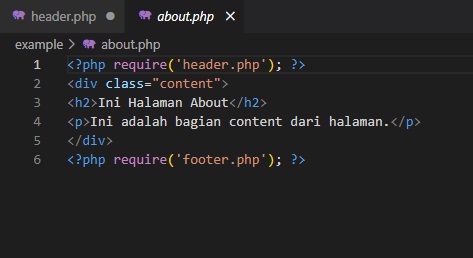 header.php ● about.php ×
example > about.php
1 <?php require('header.php'); ?>
2 <div class="content">
3 <h2>Ini Halaman About</h2>
4 <p>Ini adalah bagian content dari halaman.</p>
5 </div>
6 <?php require('footer.php'); ?>